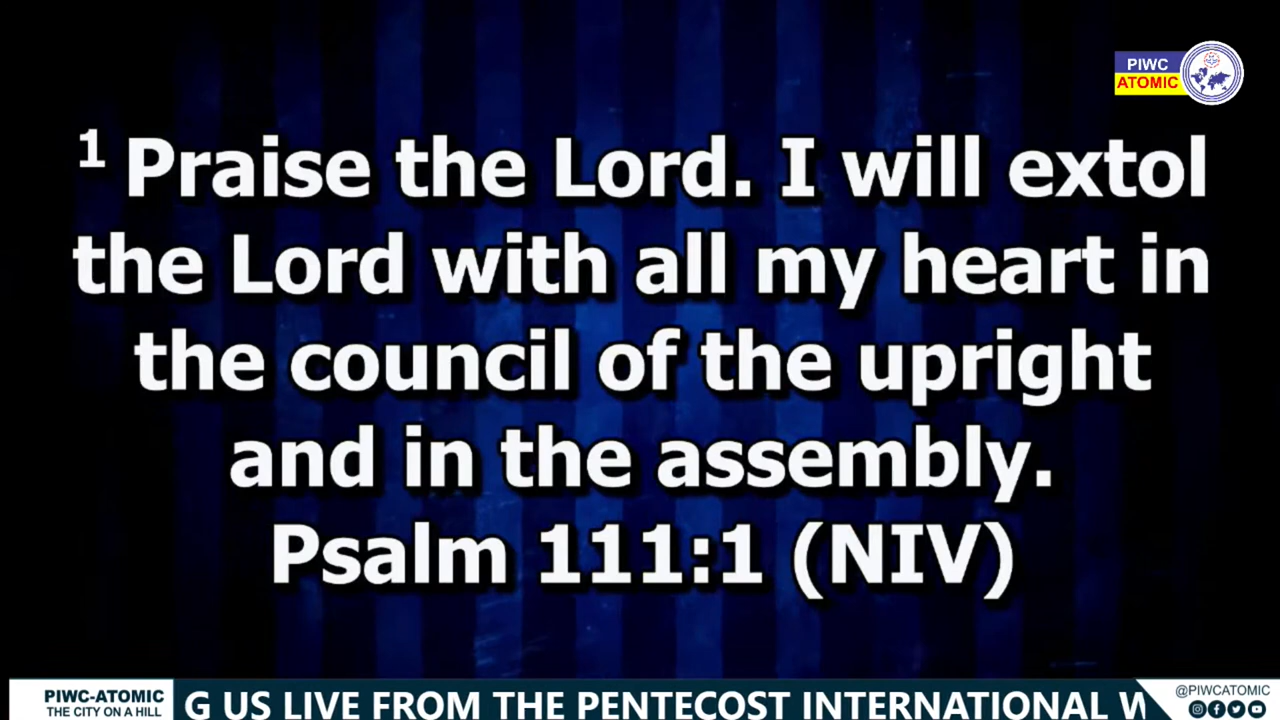 PIWC
ATOMIC
1 Praise the Lord. I will extol
the Lord with all my heart in
the council of the upright
and in the assembly.
Psalm 111:1 (NIV)
PIWC-ATOMIC
THE CITY ON A HILL
G US LIVE FROM THE PENTECOST INTERNATIONAL W
@PIWCATOMIC